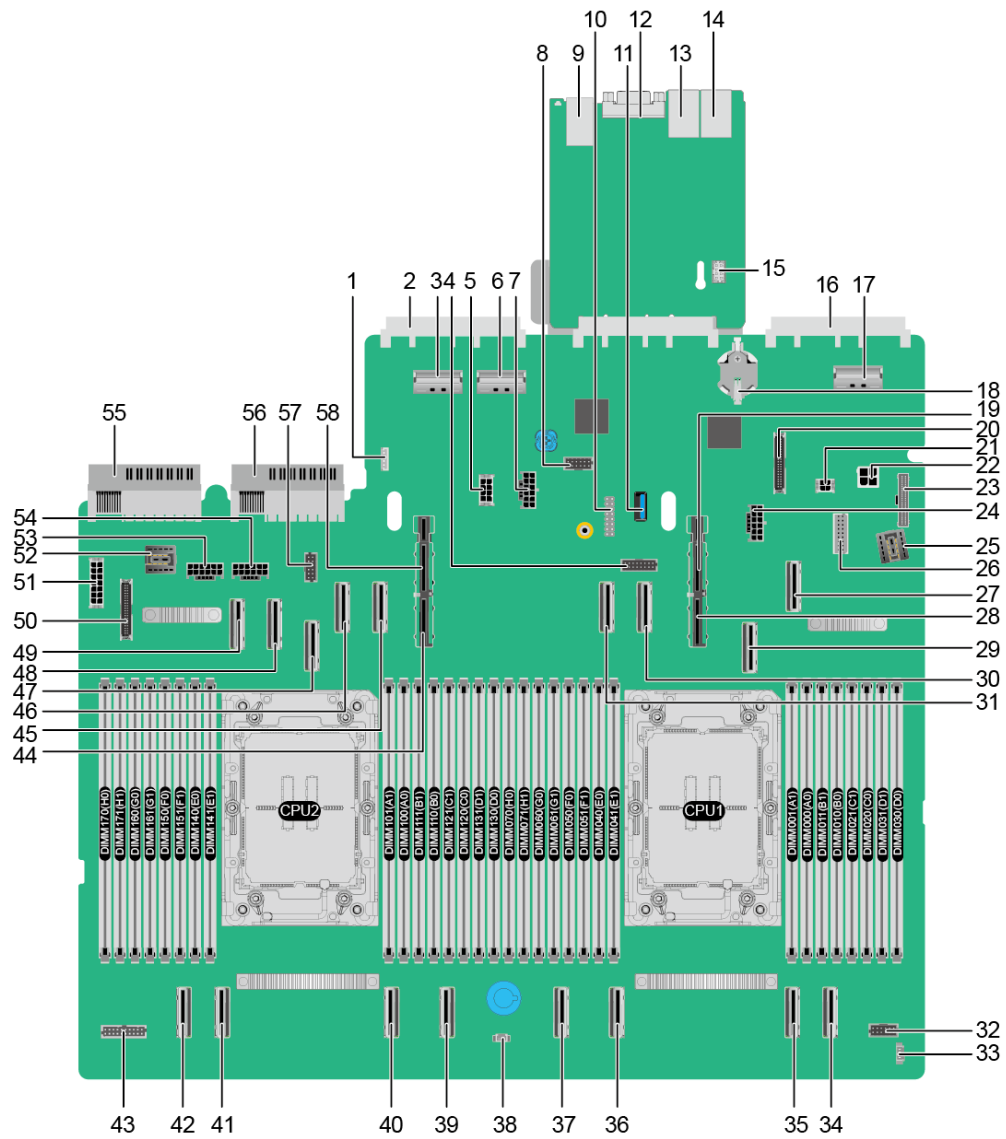 10 12 14
8 9 11 13
15
1 2 34 5 6 7 16 17
18
55 56 57 58
19
20
21
22
23
24
54
53
52
51
25
26
27
28
50
49
48
47
46
45
44
29
30
31
DIMM170(H0)
DIMM171(H1)
DIMM160(G0)
DIMM161(G1)
DIMM150(F0)
DIMM151(F1)
DIMM140(E0)
DIMM141(E1)
CPU2
DIMM101(A1)
DIMM100(A0)
DIMM111(B1)
DIMM110(B0)
DIMM121(C1)
DIMM120(C0)
DIMM131(D1)
DIMM130(D0)
DIMM070(H0)
DIMM071(H1)
DIMM060(G0)
DIMM061(G1)
DIMM050(F0)
DIMM051(F1)
DIMM040(E0)
DIMM041(E1)
CPU1
DIMM001(A1)
DIMM000(A0)
DIMM011(B1)
DIMM010(B0)
DIMM021(C1)
DIMM020(C0)
DIMM031(D1)
DIMM030(D0)
32
33
43 42 41 40 39 38 37 36 35 34